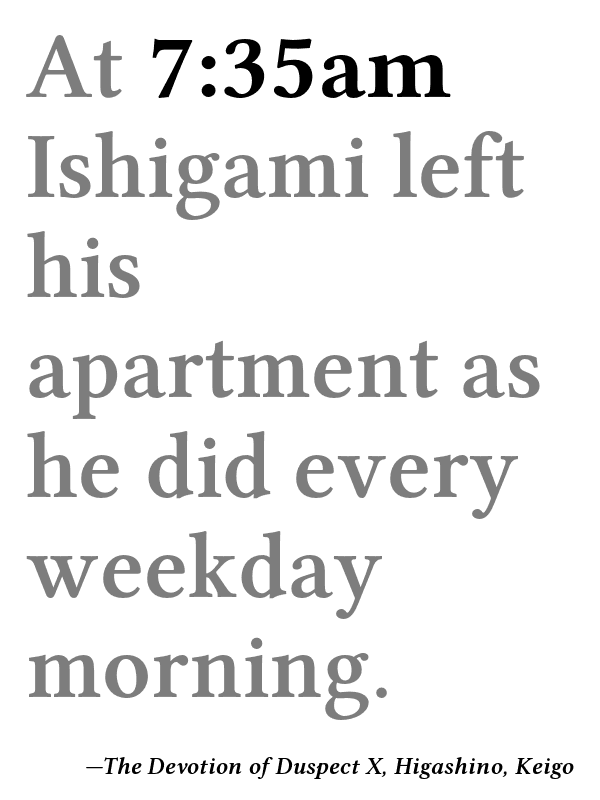 At 7:35am
Ishigami left
his
apartment as
he did every
weekday
morning.
—The Devotion of Duspect X, Higashino, Keigo